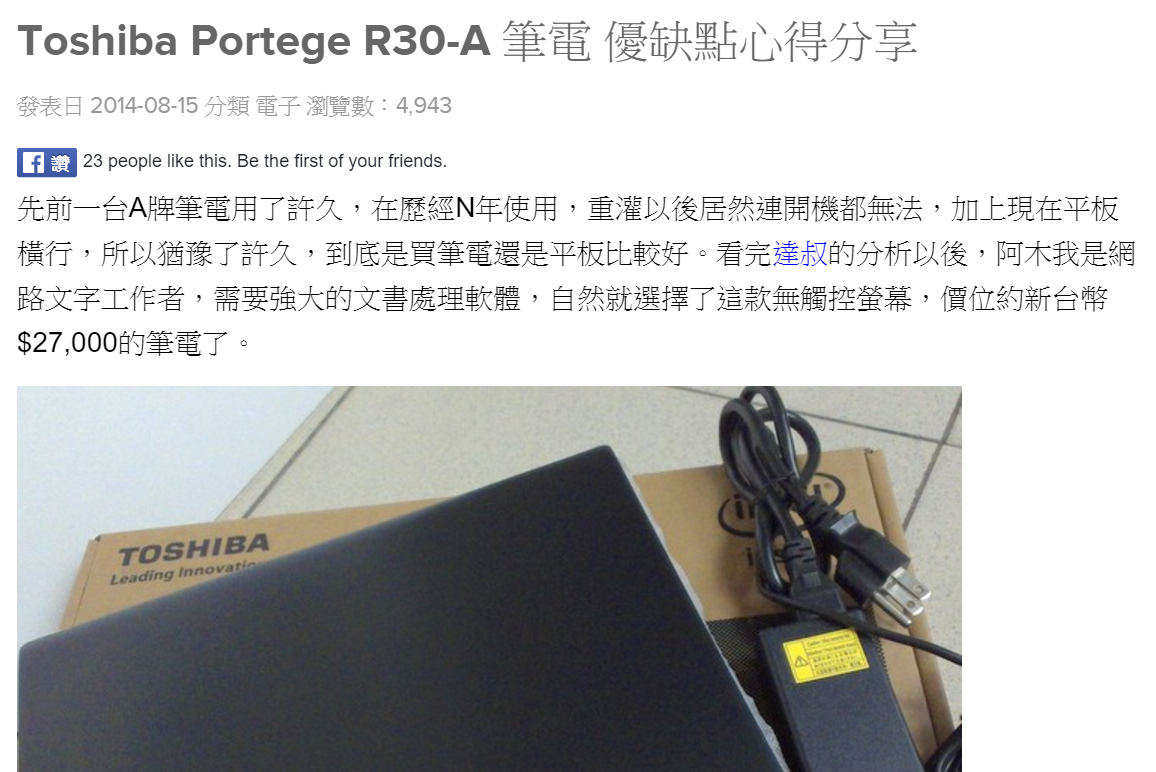 Toshiba Portege R30-A 筆電 優缺點心得分享
發表日 2014-08-15 分類 電子 瀏覽數：4,943
讚 23 people like this. Be the first of your friends.
先前一台A牌筆電用了許久，在歷經N年使用，重灌以後居然連開機都無法，加上現在平板
橫行，所以猶豫了許久，到底是買筆電還是平板比較好。看完達叔的分析以後，阿木我是網
路文字工作者，需要強大的文書處理軟體，自然就選擇了這款無觸控螢幕，價位約新台幣
$27,000的筆電了。
TOSHIBA
Leading